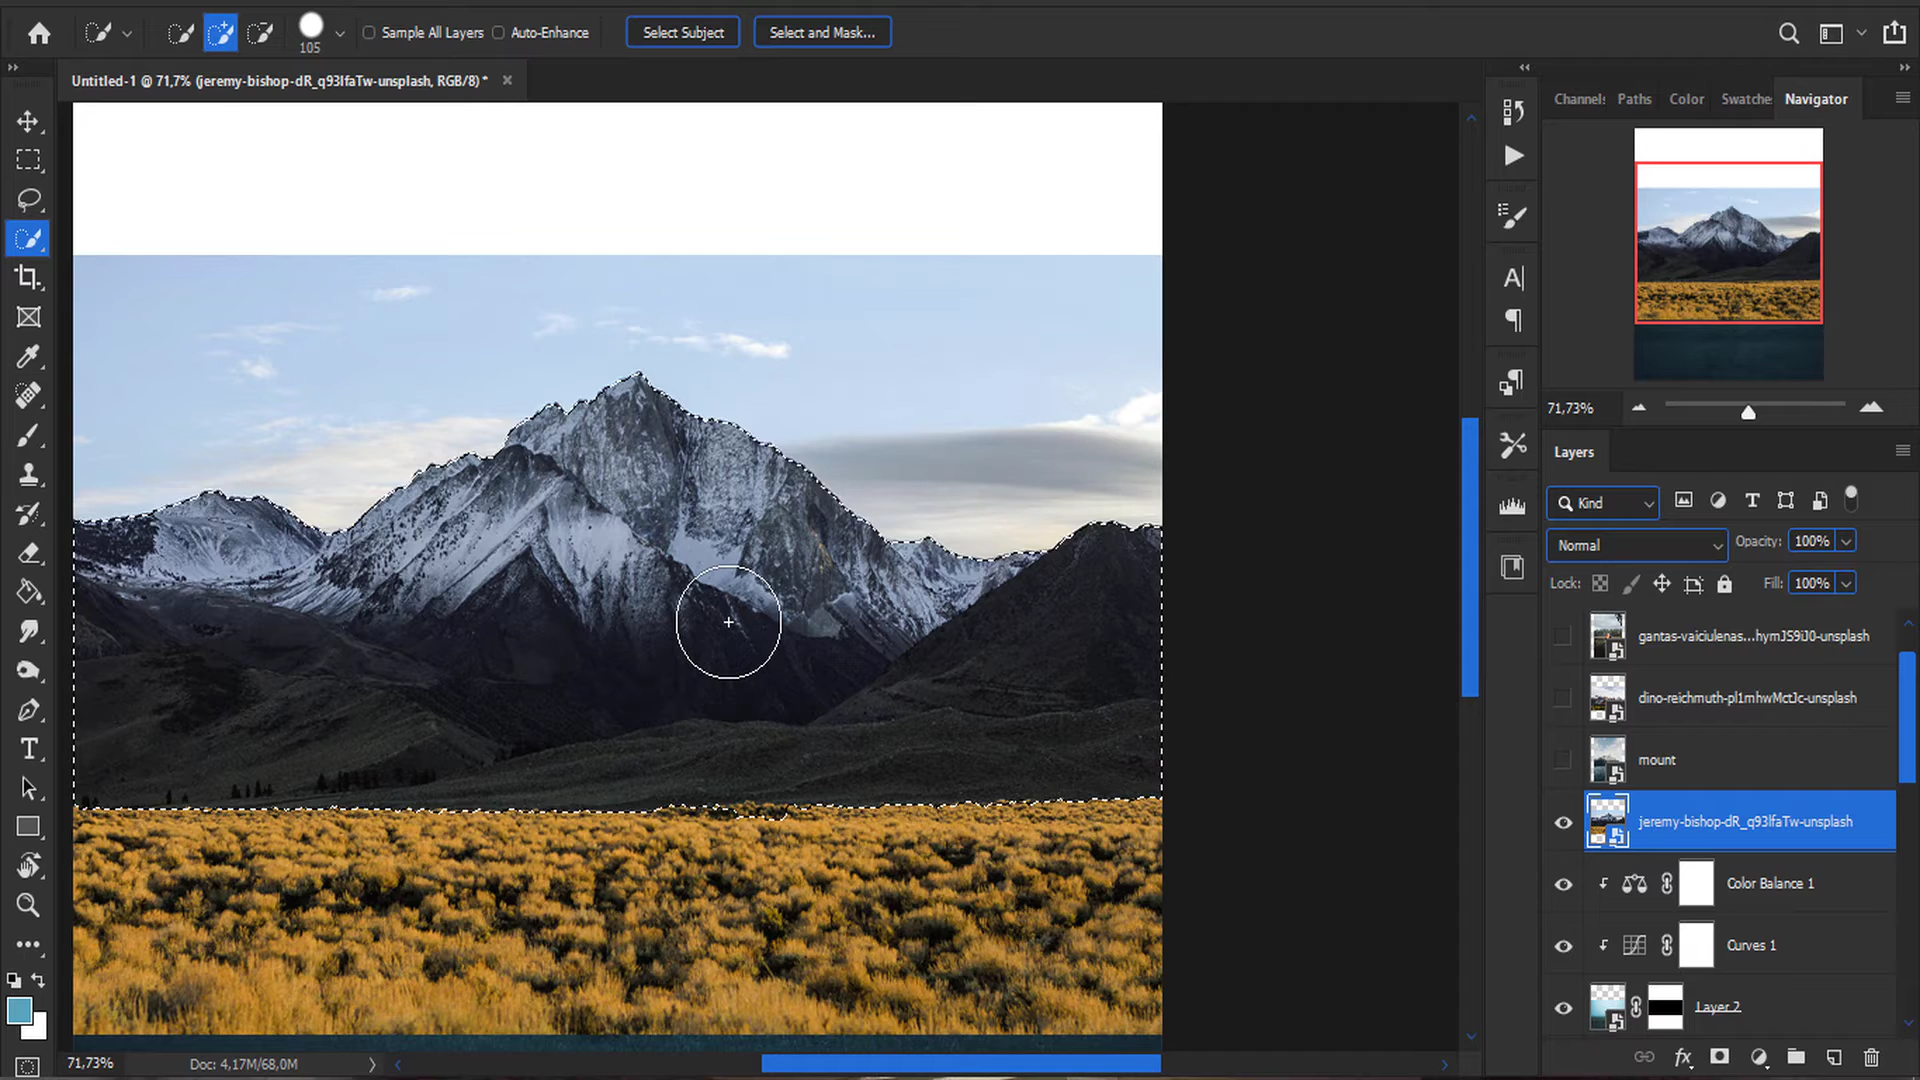 105
Sample All Layers
Auto-Enhance
Select Subject
Select and Mask...
Untitled-1 @ 71,7% (jeremy-bishop-dR_q93lfaTw-unsplash, RGB/8) *
Channels
Paths
Color
Swatches
Navigator
71,73%
Layers
Kind
Normal
Opacity: 100%
Lock:
Fill: 100%
gantas-vaiciulenas...hymJS9iJ0-unsplash
dino-reichmuth-pl1mhwMctJc-unsplash
mount
jeremy-bishop-dR_q93lfaTw-unsplash
Color Balance 1
Curves 1
Layer 2
71,73%
Doc: 4,17M/68,0M